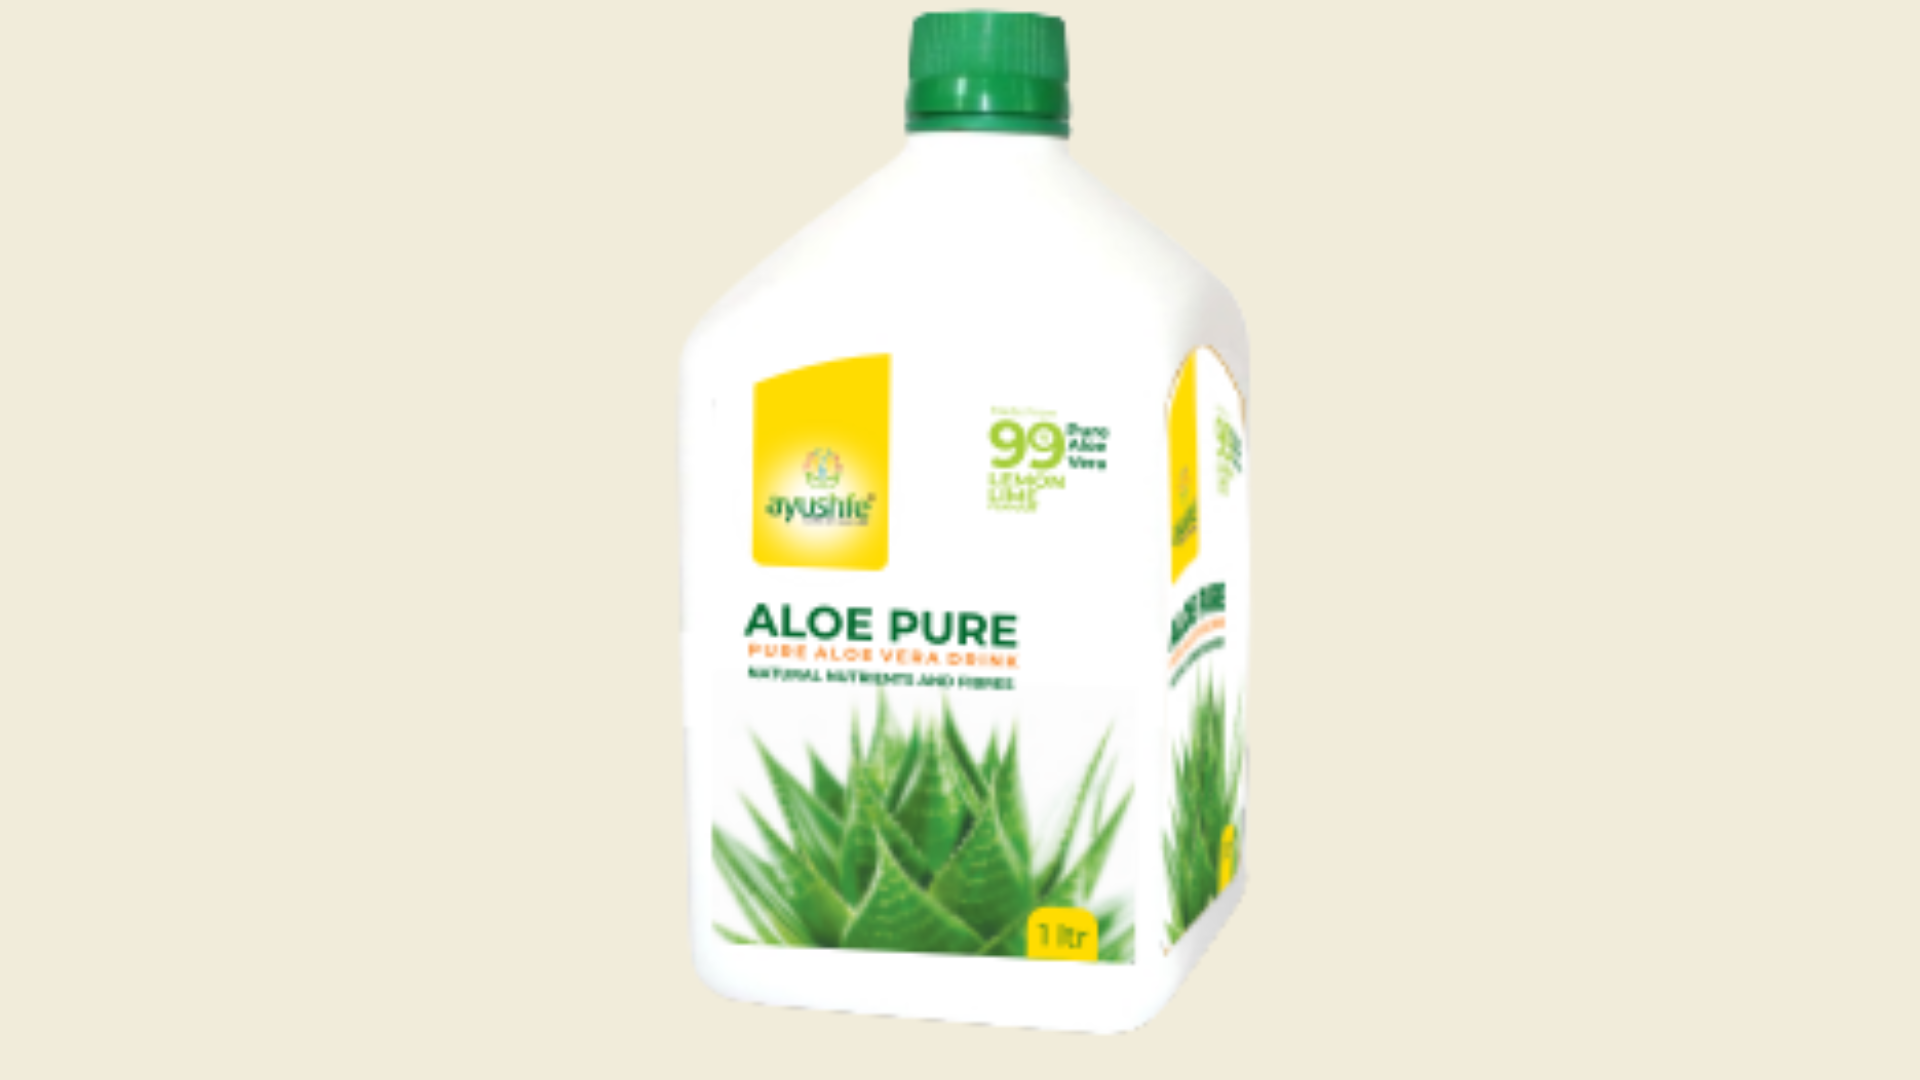 ayushie®
99
Pure
Aloe
Vera
LEMON
LIME
ALOE PURE
PURE ALOE VERA DRINK
NATURAL NUTRIENTS AND FIBRES
1 ltr
ALOE PURE